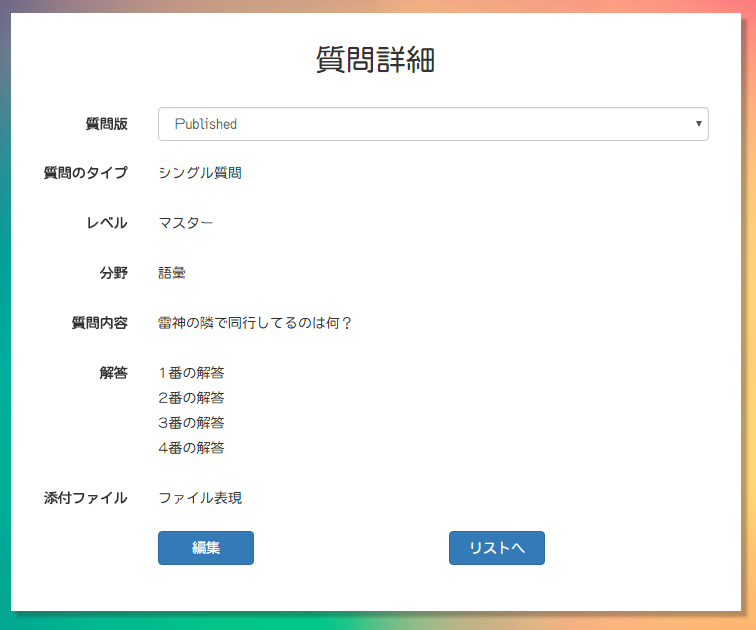 質問詳細
質問版 Published
質問のタイプ シングル質問
レベル マスター
分野 語彙
質問内容 雷神の隣で同行してるのは何？
解答 1番の解答
2番の解答
3番の解答
4番の解答
添付ファイル ファイル表現
編集 リストへ